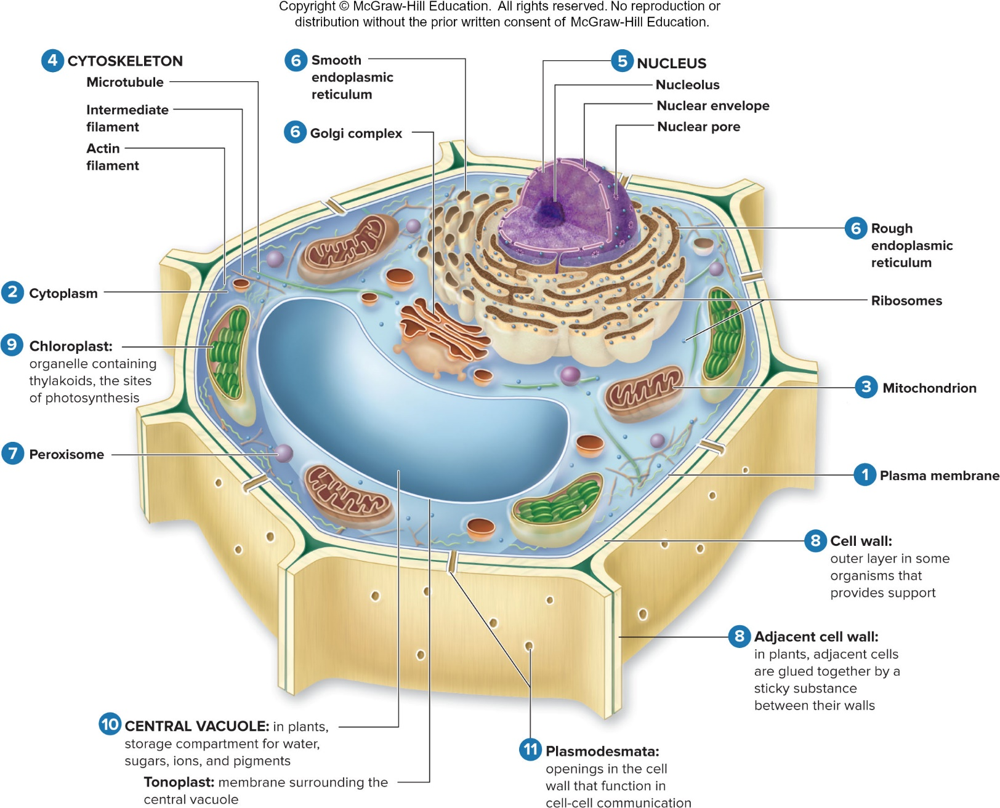 Copyright © McGraw-Hill Education. All rights reserved. No reproduction or
distribution without the prior written consent of McGraw-Hill Education.
4 CYTOSKELETON
Microtubule
Intermediate
filament
Actin
filament
6 Smooth
endoplasmic
reticulum
6 Golgi complex
5 NUCLEUS
Nucleolus
Nuclear envelope
Nuclear pore
6 Rough
endoplasmic
reticulum
Ribosomes
2 Cytoplasm
9 Chloroplast:
organelle containing
thylakoids, the sites
of photosynthesis
3 Mitochondrion
7 Peroxisome
1 Plasma membrane
8 Cell wall:
outer layer in some
organisms that
provides support
8 Adjacent cell wall:
in plants, adjacent cells
are glued together by a
sticky substance
between their walls
10 CENTRAL VACUOLE: in plants,
storage compartment for water,
sugars, ions, and pigments
Tonoplast: membrane surrounding the
central vacuole
11 Plasmodesmata:
openings in the cell
wall that function in
cell-cell communication